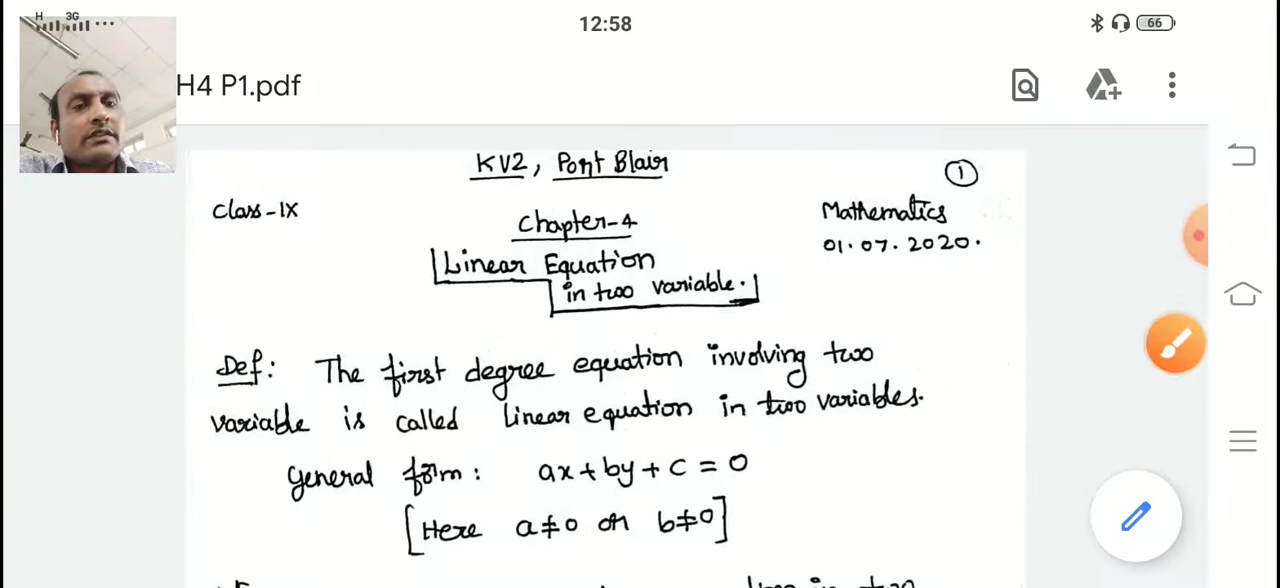 H 3G
12:58
66
H4 P1.pdf
KV2, Port Blair
1
Class-IX
Chapter-4
Mathematics
01.07.2020.
Linear Equation
in two variable.
Def: The first degree equation involving two
variable is called linear equation in two variables.
General form: ax+by+c=0
[Here a≠0 or b≠0]